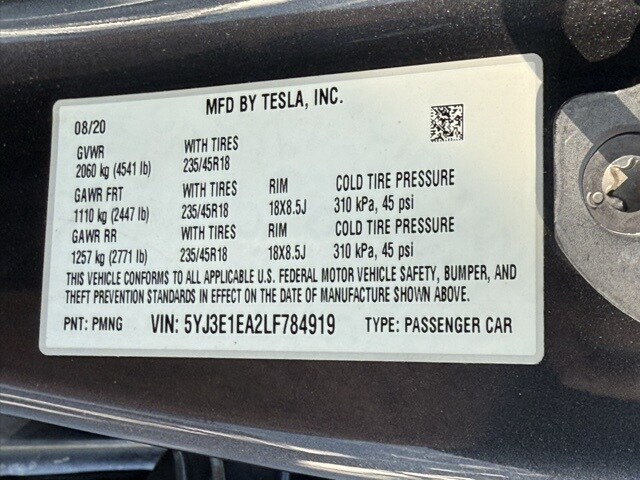 MFD BY TESLA, INC.
08/20
GVWR WITH TIRES
2060 kg (4541 lb) 235/45R18
GAWR FRT WITH TIRES RIM COLD TIRE PRESSURE
1110 kg (2447 lb) 235/45R18 18X8.5J 310 kPa, 45 psi
GAWR RR WITH TIRES RIM COLD TIRE PRESSURE
1257 kg (2771 lb) 235/45R18 18X8.5J 310 kPa, 45 psi
THIS VEHICLE CONFORMS TO ALL APPLICABLE U.S. FEDERAL MOTOR VEHICLE SAFETY, BUMPER, AND
THEFT PREVENTION STANDARDS IN EFFECT ON THE DATE OF MANUFACTURE SHOWN ABOVE.
PNT: PMNG VIN: 5YJ3E1EA2LF784919 TYPE: PASSENGER CAR